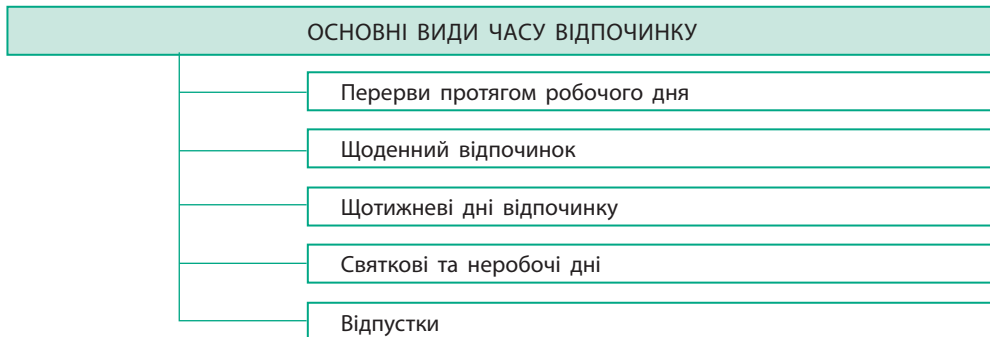 ОСНОВНІ ВИДИ ЧАСУ ВІДПОЧИНКУ
Перерви протягом робочого дня
Щоденний відпочинок
Щотижневі дні відпочинку
Святкові та неробочі дні
Відпустки